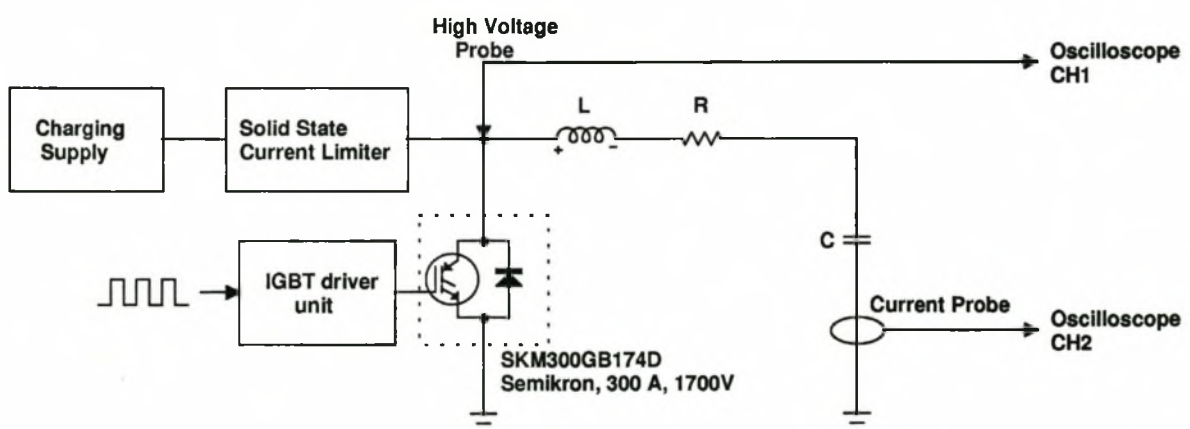 High Voltage
Probe
Oscilloscope
CH1
Charging
Supply
Solid State
Current Limiter
L
R
+
-
C
IGBT driver
unit
Current Probe
Oscilloscope
CH2
SKM300GB174D
Semikron, 300 A, 1700V